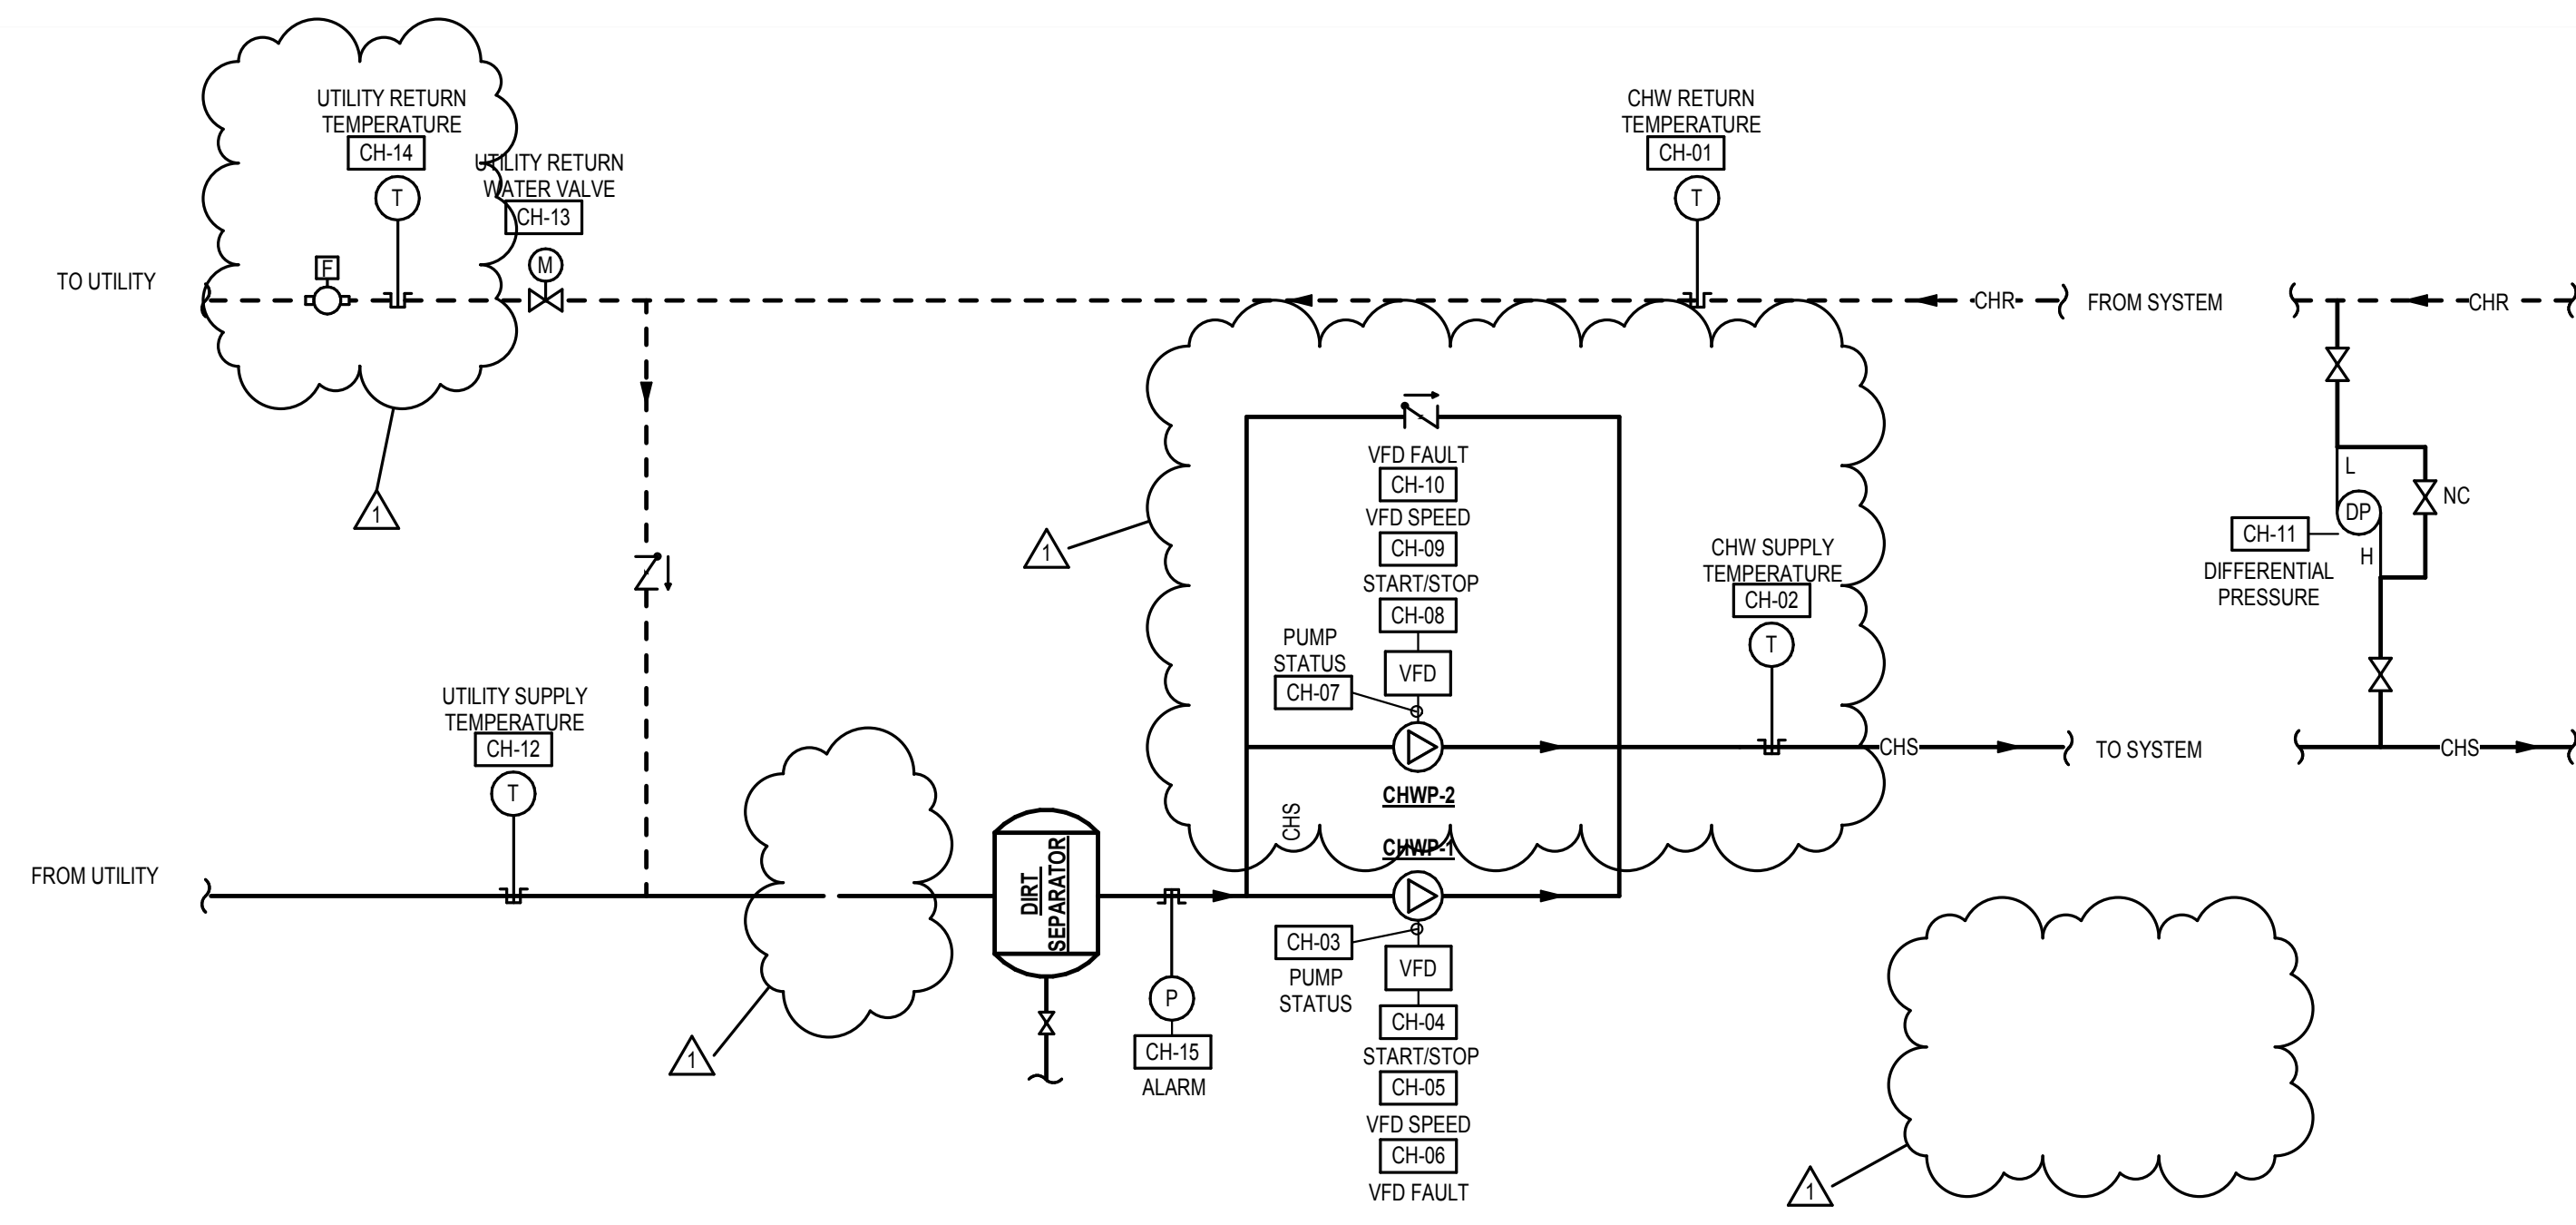 UTILITY RETURN
TEMPERATURE
CH-14
T
UTILITY RETURN
WATER VALVE
CH-13
M
F
TO UTILITY
CHW RETURN
TEMPERATURE
CH-01
T
CHR
FROM SYSTEM
CHR
1
1
VFD FAULT
CH-10
VFD SPEED
CH-09
START/STOP
CH-08
VFD
PUMP
STATUS
CH-07
CHWP-2
CHS
CHW SUPPLY
TEMPERATURE
CH-02
T
CHS
TO SYSTEM
L
DP
H
NC
CH-11
DIFFERENTIAL
PRESSURE
CHS
UTILITY SUPPLY
TEMPERATURE
CH-12
T
FROM UTILITY
1
DIRT
SEPARATOR
P
CH-15
ALARM
CHWP-1
CH-03
PUMP
STATUS
VFD
CH-04
START/STOP
CH-05
VFD SPEED
CH-06
VFD FAULT
1